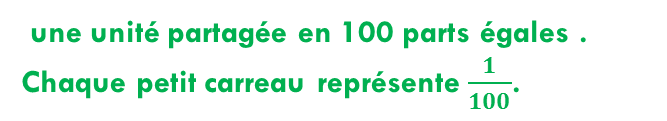 une unité partagée en 100 parts égales .
Chaque petit carreau représente 1/100.